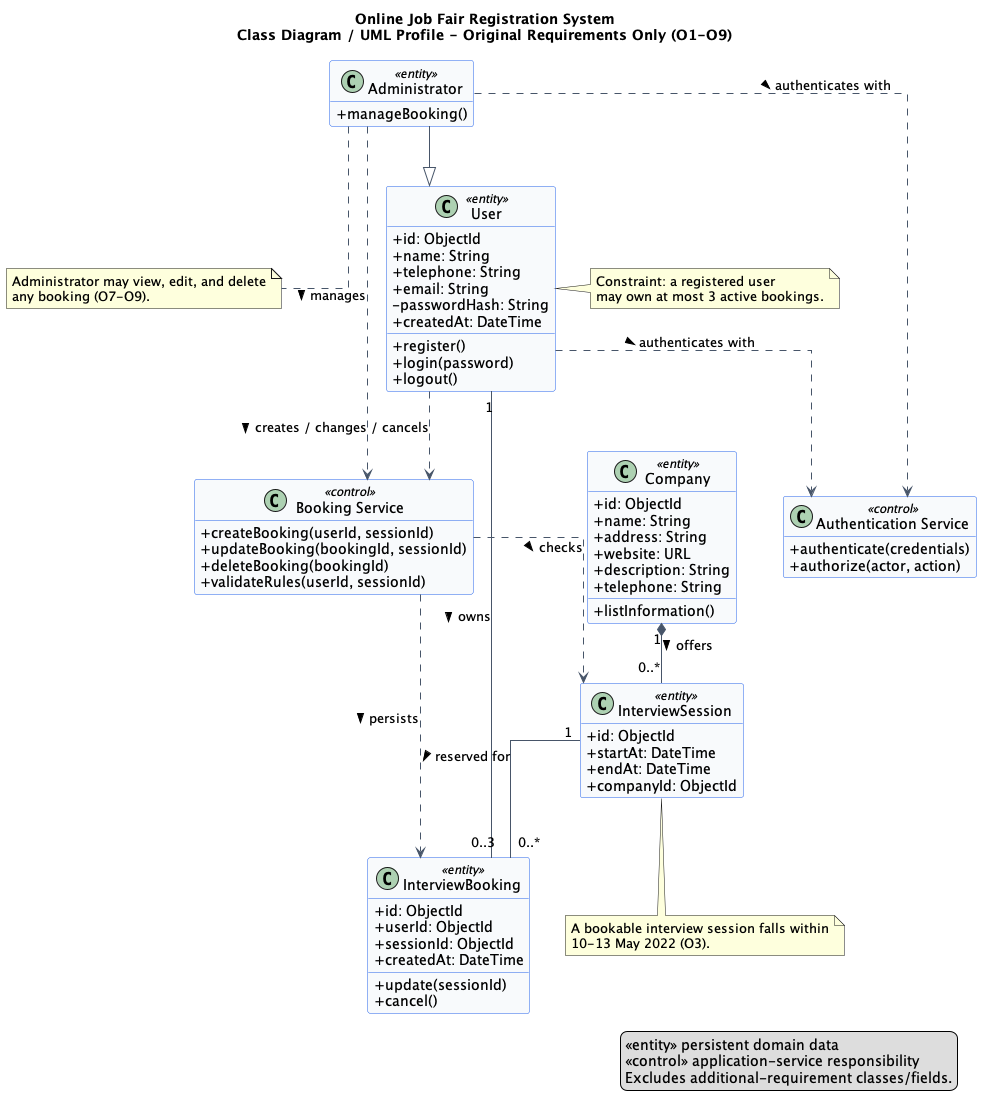 Online Job Fair Registration System
Class Diagram / UML Profile - Original Requirements Only (O1-O9)
C
«entity»
Administrator
+manageBooking()
authenticates with
C
«entity»
User
+id: ObjectId
+name: String
+telephone: String
+email: String
-passwordHash: String
+createdAt: DateTime
+register()
+login(password)
+logout()
Administrator may view, edit, and delete
any booking (O7-O9).
manages
Constraint: a registered user
may own at most 3 active bookings.
authenticates with
1
creates / changes / cancels
C
«control»
Booking Service
+createBooking(userId, sessionId)
+updateBooking(bookingId, sessionId)
+deleteBooking(bookingId)
+validateRules(userId, sessionId)
checks
C
«entity»
Company
+id: ObjectId
+name: String
+address: String
+website: URL
+description: String
+telephone: String
+listInformation()
C
«control»
Authentication Service
+authenticate(credentials)
+authorize(actor, action)
owns
1
offers
0..*
C
«entity»
InterviewSession
+id: ObjectId
+startAt: DateTime
+endAt: DateTime
+companyId: ObjectId
persists
1
reserved for
0..3
0..*
C
«entity»
InterviewBooking
+id: ObjectId
+userId: ObjectId
+sessionId: ObjectId
+createdAt: DateTime
+update(sessionId)
+cancel()
A bookable interview session falls within
10-13 May 2022 (O3).
«entity» persistent domain data
«control» application-service responsibility
Excludes additional-requirement classes/fields.